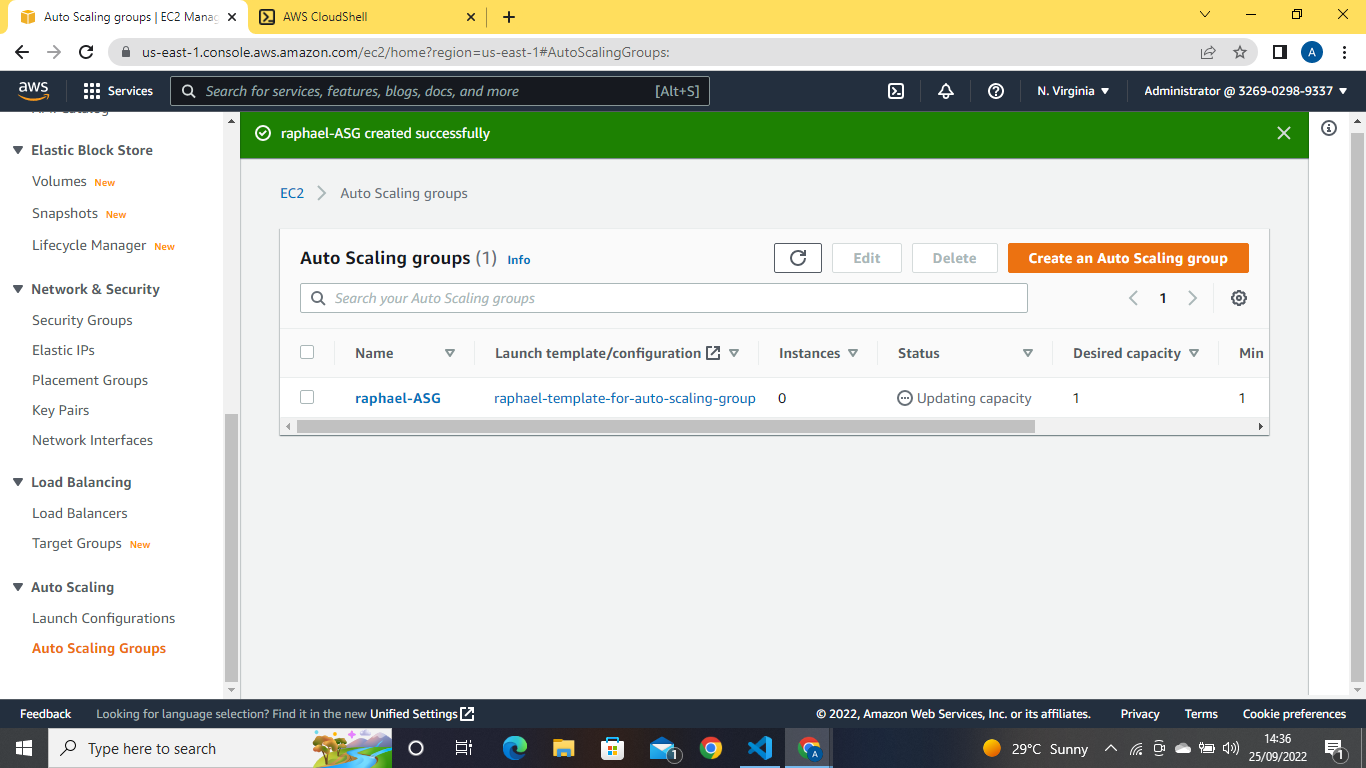 Auto Scaling groups | EC2 Manag
AWS CloudShell
us-east-1.console.aws.amazon.com/ec2/home?region=us-east-1#AutoScalingGroups:
A
aws
Services
Search for services, features, blogs, docs, and more
[Alt+S]
N. Virginia
Administrator @ 3269-0298-9337
Elastic Block Store
Volumes New
Snapshots New
Lifecycle Manager New
Network & Security
Security Groups
Elastic IPs
Placement Groups
Key Pairs
Network Interfaces
Load Balancing
Load Balancers
Target Groups New
Auto Scaling
Launch Configurations
Auto Scaling Groups
raphael-ASG created successfully
EC2 Auto Scaling groups
Auto Scaling groups (1) Info
Edit
Delete
Create an Auto Scaling group
Search your Auto Scaling groups
1
Name Launch template/configuration Instances Status Desired capacity Min
raphael-ASG raphael-template-for-auto-scaling-group 0 Updating capacity 1 1
Feedback Looking for language selection? Find it in the new Unified Settings
© 2022, Amazon Web Services, Inc. or its affiliates. Privacy Terms Cookie preferences
Type here to search
1
A
29°C Sunny
14:36
25/09/2022
1